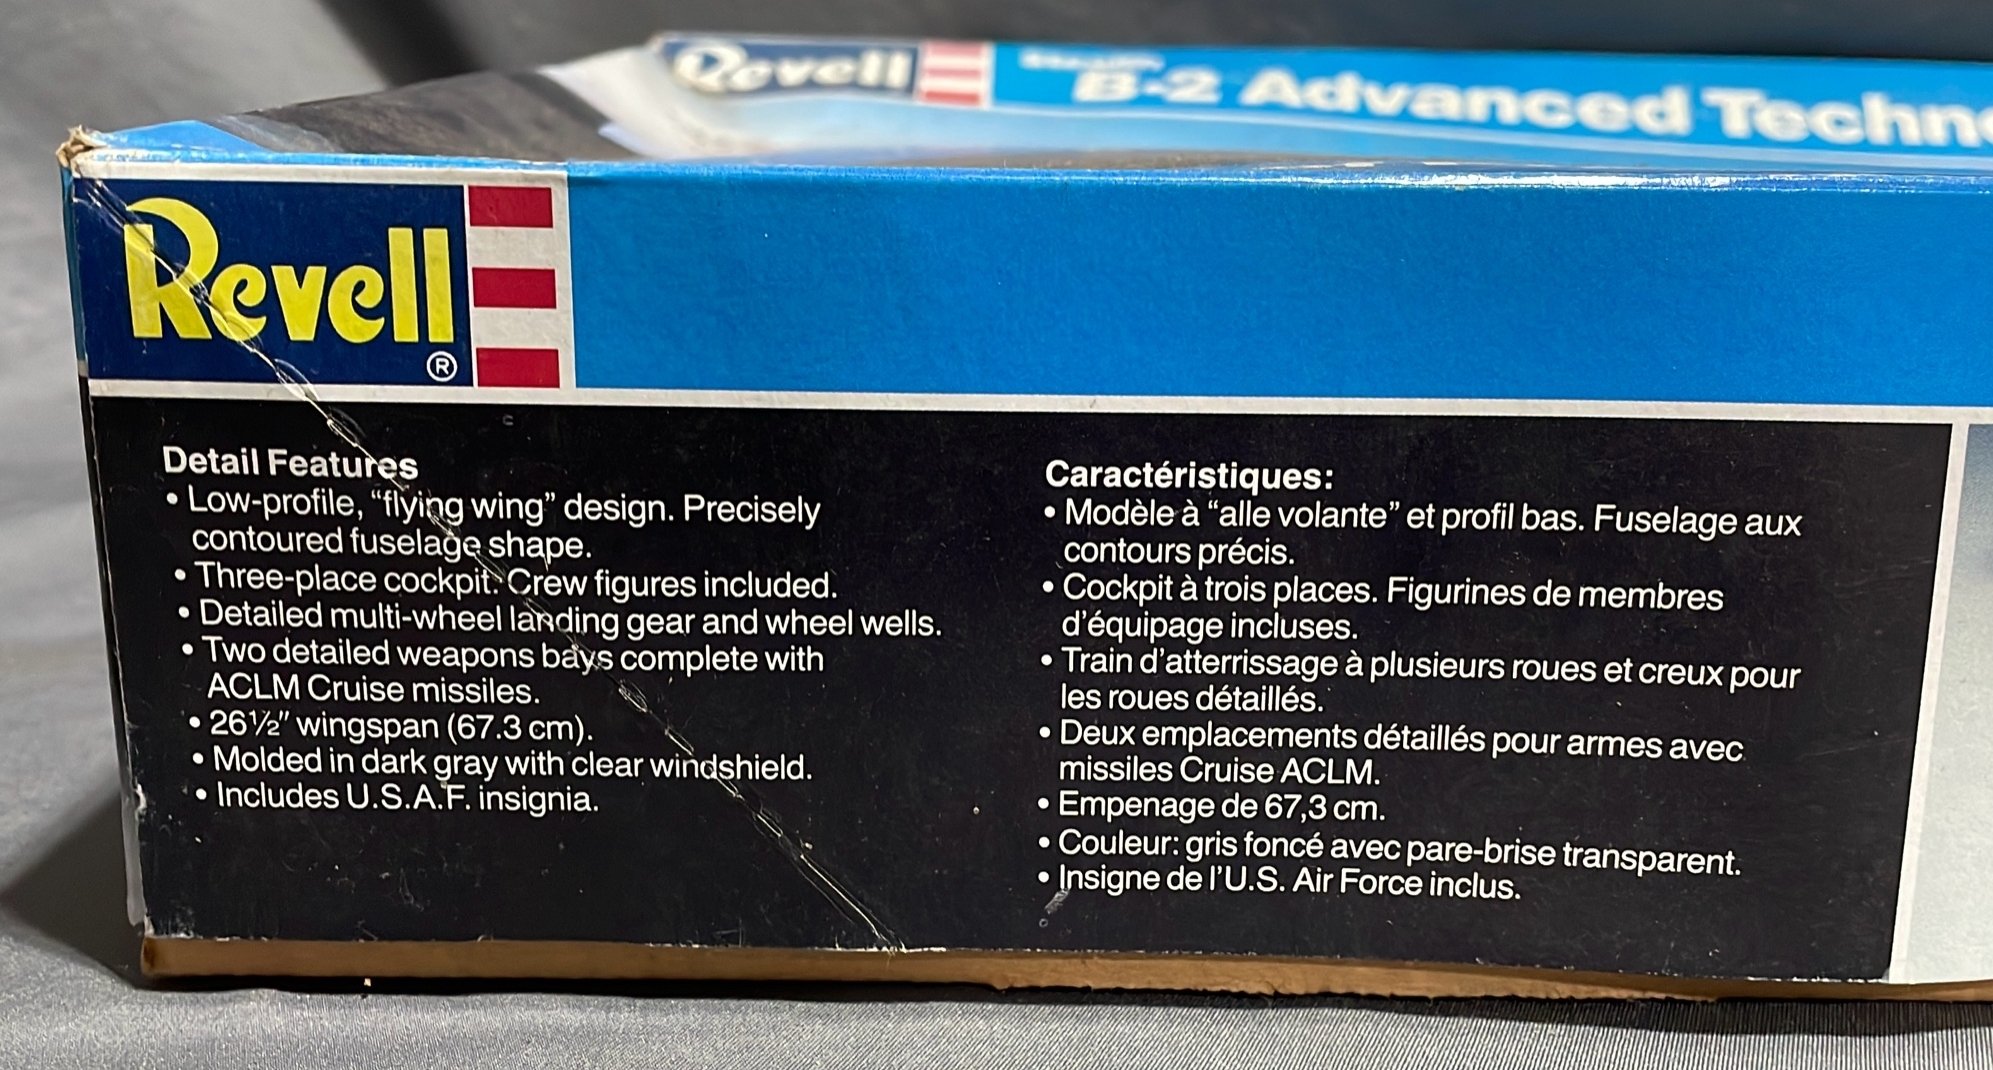 Revell
B-2 Advanced
Revell
®
Detail Features
• Low-profile, “flying wing” design. Precisely
contoured fuselage shape.
• Three-place cockpit. Crew figures included.
• Detailed multi-wheel landing gear and wheel wells.
• Two detailed weapons bays complete with
ACLM Cruise missiles.
• 26½" wingspan (67.3 cm).
• Molded in dark gray with clear windshield.
• Includes U.S.A.F. insignia.
Caractéristiques:
• Modèle à “alle volante” et profil bas. Fuselage aux
contours précis.
• Cockpit à trois places. Figurines de membres
d’équipage incluses.
• Train d’atterrissage à plusieurs roues et creux pour
les roues détaillés.
• Deux emplacements détaillés pour armes avec
missiles Cruise ACLM.
• Empenage de 67,3 cm.
• Couleur: gris foncé avec pare-brise transparent.
• Insigne de l’U.S. Air Force inclus.